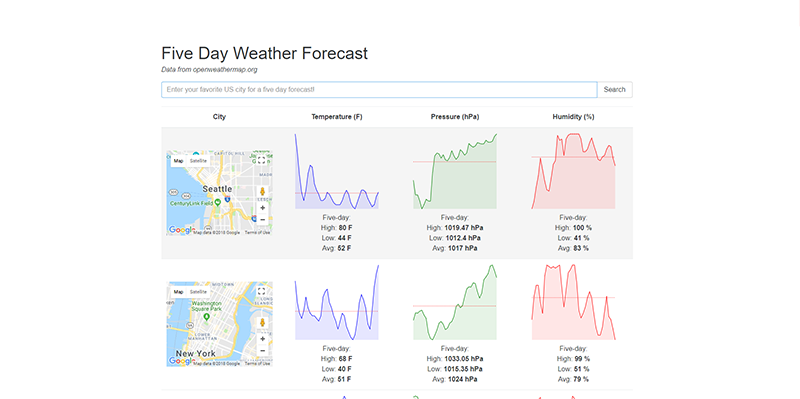 Five Day Weather Forecast
Data from openweathermap.org
Enter your favorite US city for a five day forecast! Search
City Temperature (F) Pressure (hPa) Humidity (%)
Map Satellite
Seattle
CenturyLink Field
Google Map data ©2018 Google Terms of Use
Five-day:
High: 80 F
Low: 44 F
Avg: 52 F
Five-day:
High: 1019.47 hPa
Low: 1012.4 hPa
Avg: 1017 hPa
Five-day:
High: 100 %
Low: 41 %
Avg: 83 %
Map Satellite
MIDTOWN
Washington
Square Park
LOWER
MANHATTAN
New York
Google Map data ©2018 Google Terms of Use
Five-day:
High: 68 F
Low: 40 F
Avg: 51 F
Five-day:
High: 1033.05 hPa
Low: 1015.35 hPa
Avg: 1024 hPa
Five-day:
High: 99 %
Low: 51 %
Avg: 79 %